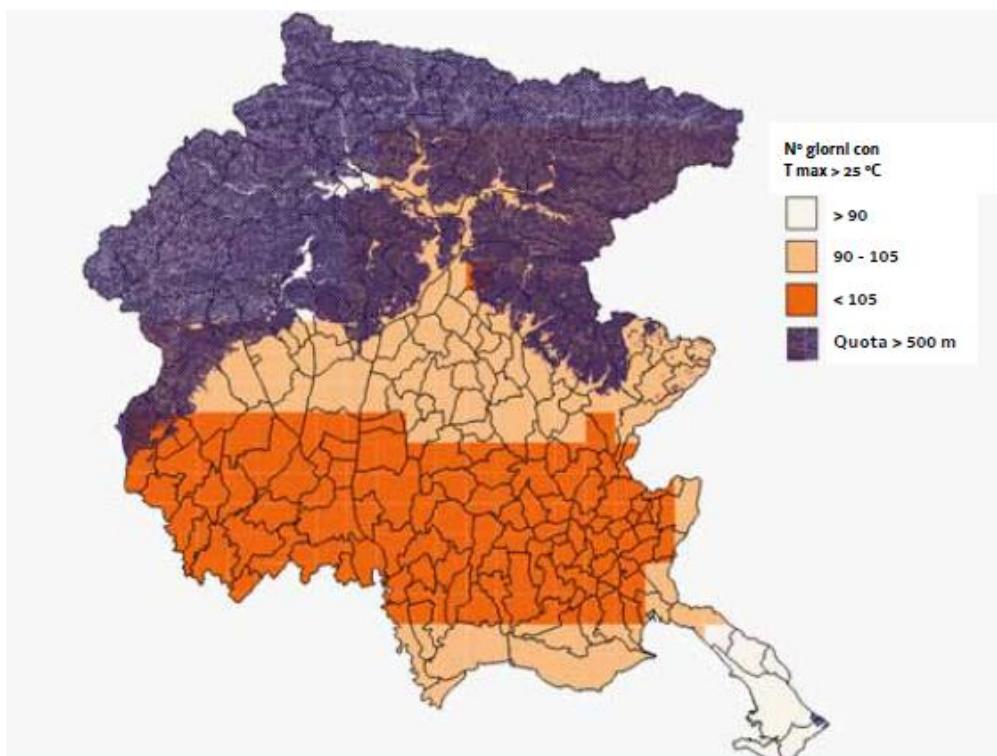 N° giorni con
T max > 25 °C
> 90
90 - 105
< 105
Quota > 500 m